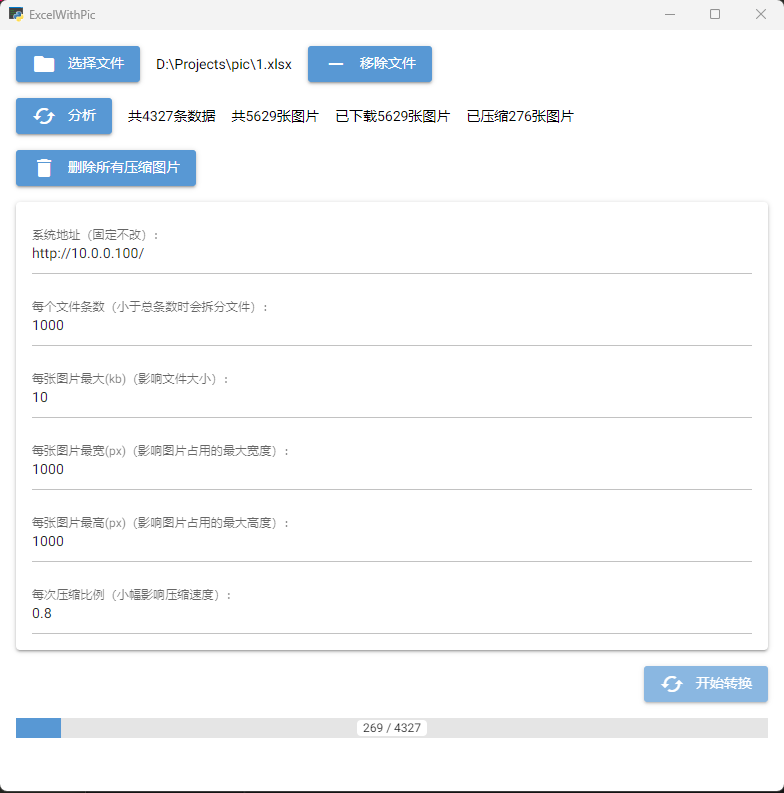 ExcelWithPic
选择文件 D:\Projects\pic\1.xlsx 移除文件
分析 共4327条数据 共5629张图片 已下载5629张图片 已压缩276张图片
删除所有压缩图片
系统地址（固定不改）:
http://10.0.0.100/
每个文件条数（小于总条数时会拆分文件）:
1000
每张图片最大(kb)（影响文件大小）:
10
每张图片最宽(px)（影响图片占用的最大宽度）:
1000
每张图片最高(px)（影响图片占用的最大高度）:
1000
每次压缩比例（小幅影响压缩速度）:
0.8
开始转换
269 / 4327